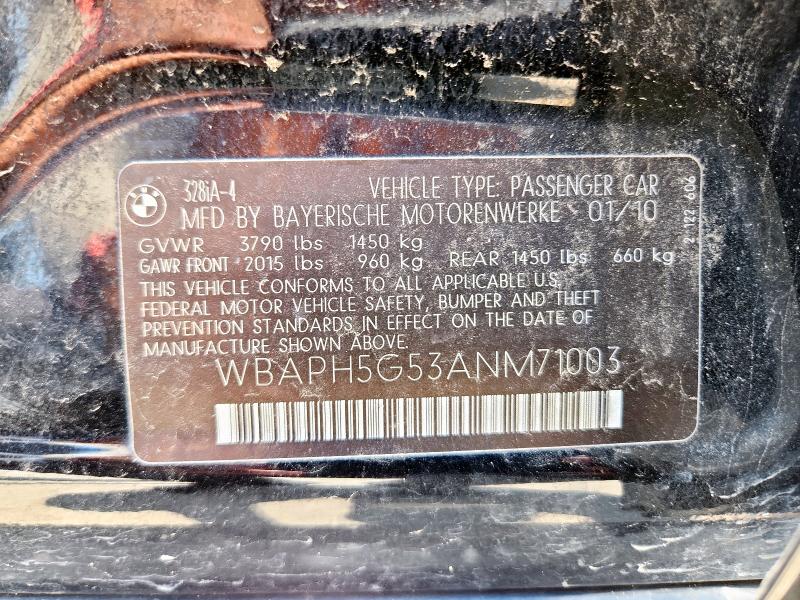 BMW
328iA-4 VEHICLE TYPE: PASSENGER CAR
MFD BY BAYERISCHE MOTORENWERKE 01/10
GVWR 3790 lbs 1450 kg
GAWR FRONT 2015 lbs 960 kg REAR 1450 lbs 660 kg
THIS VEHICLE CONFORMS TO ALL APPLICABLE U.S.
FEDERAL MOTOR VEHICLE SAFETY, BUMPER AND THEFT
PREVENTION STANDARDS IN EFFECT ON THE DATE OF
MANUFACTURE SHOWN ABOVE.
WBAPH5G53ANM71003
2 122 606